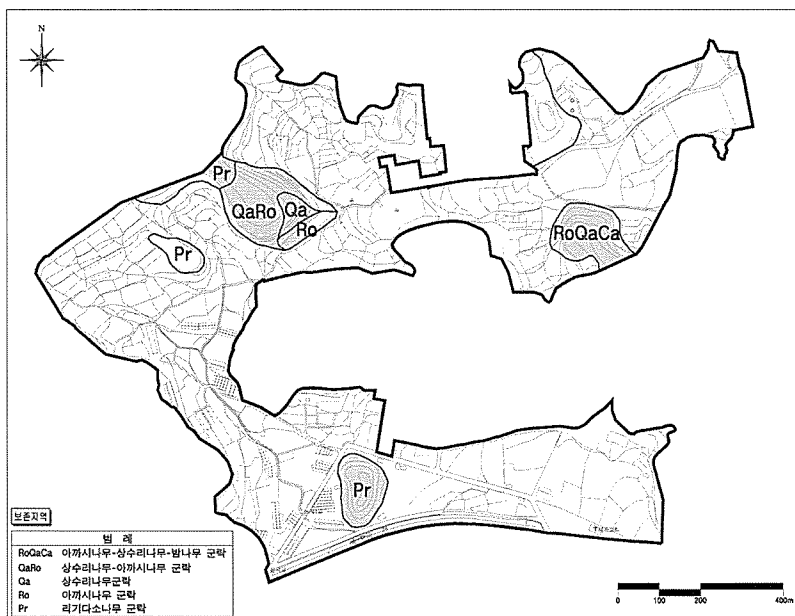 N
Pr
QaRo
Qa
Ro
Pr
RoQaCa
Pr
보존지역
범 례
RoQaCa 아까시나무-상수리나무-밤나무 군락
QaRo 상수리나무-아까시나무 군락
Qa 상수리나무군락
Ro 아까시나무 군락
Pr 리기다소나무 군락
0 100 200 400m